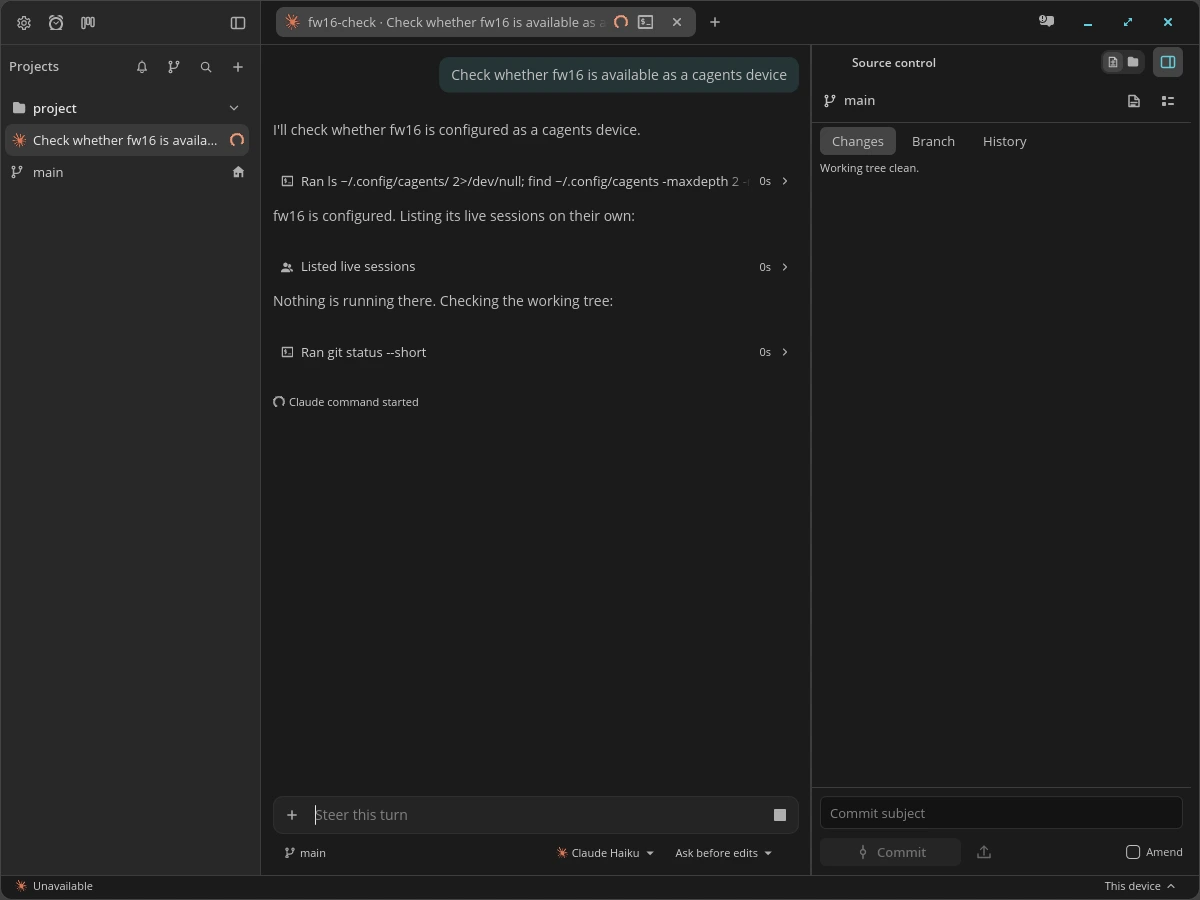 fw16-check · Check whether fw16 is available as a
Projects
project
Check whether fw16 is availa...
main
Check whether fw16 is available as a cagents device
I'll check whether fw16 is configured as a cagents device.
Ran ls ~/.config/cagents/ 2>/dev/null; find ~/.config/cagents -maxdepth 2 0s
fw16 is configured. Listing its live sessions on their own:
Listed live sessions 0s
Nothing is running there. Checking the working tree:
Ran git status --short 0s
Claude command started
Steer this turn
main Claude Haiku Ask before edits
Source control
main
Changes Branch History
Working tree clean.
Commit subject
Commit Amend
Unavailable This device